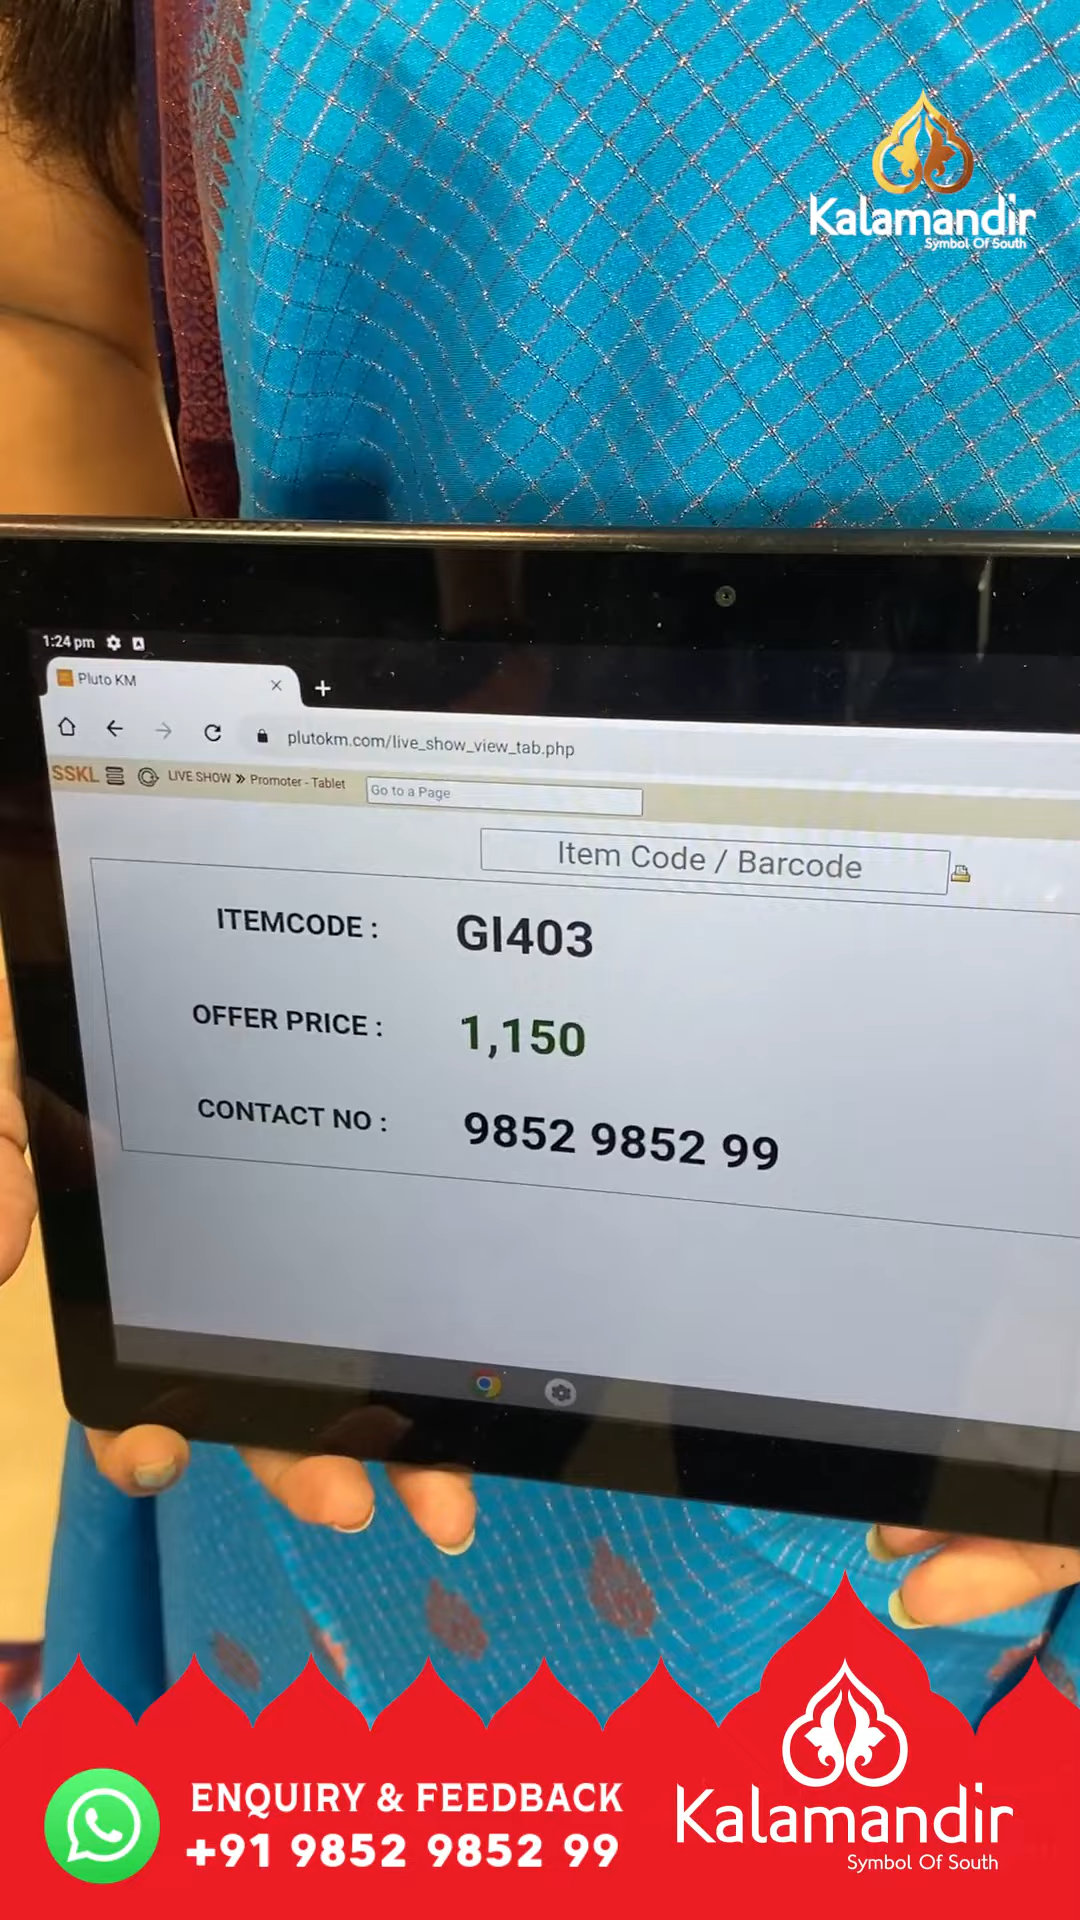 Kalamandir
Symbol Of South
1:24 pm
Pluto KM
plutokm.com/live_show_view_tab.php
SSKL LIVE SHOW » Promoter - Tablet Go to a Page
Item Code / Barcode
ITEMCODE : GI403
OFFER PRICE : 1,150
CONTACT NO : 9852 9852 99
ENQUIRY & FEEDBACK
+91 9852 9852 99
Kalamandir
Symbol Of South